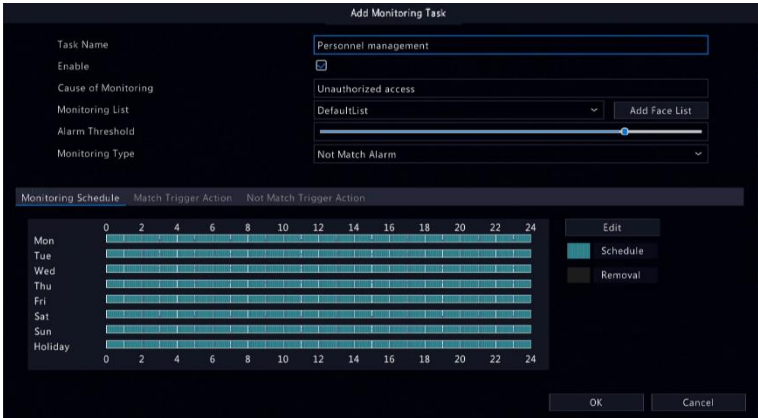 Add Monitoring Task
Task Name Personnel management
Enable
Cause of Monitoring Unauthorized access
Monitoring List DefaultList Add Face List
Alarm Threshold
Monitoring Type Not Match Alarm
Monitoring Schedule Match Trigger Action Not Match Trigger Action
0 2 4 6 8 10 12 14 16 18 20 22 24 Edit
Mon
Tue Schedule
Wed
Thu Removal
Fri
Sat
Sun
Holiday
0 2 4 6 8 10 12 14 16 18 20 22 24
OK Cancel